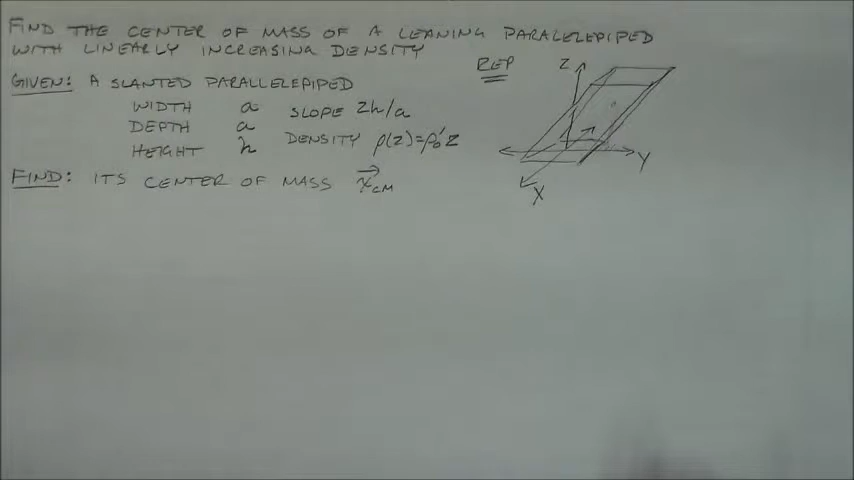 FIND THE CENTER OF MASS OF A LEANING PARALELEPIPED
WITH LINEARLY INCREASING DENSITY
REP
GIVEN: A SLANTED PARALLELEPIPED
WIDTH a SLOPE 2h/a
DEPTH a DENSITY ρ(z)=ρ₀'z
HEIGHT h
FIND: ITS CENTER OF MASS x⃗CM
Z
Y
X